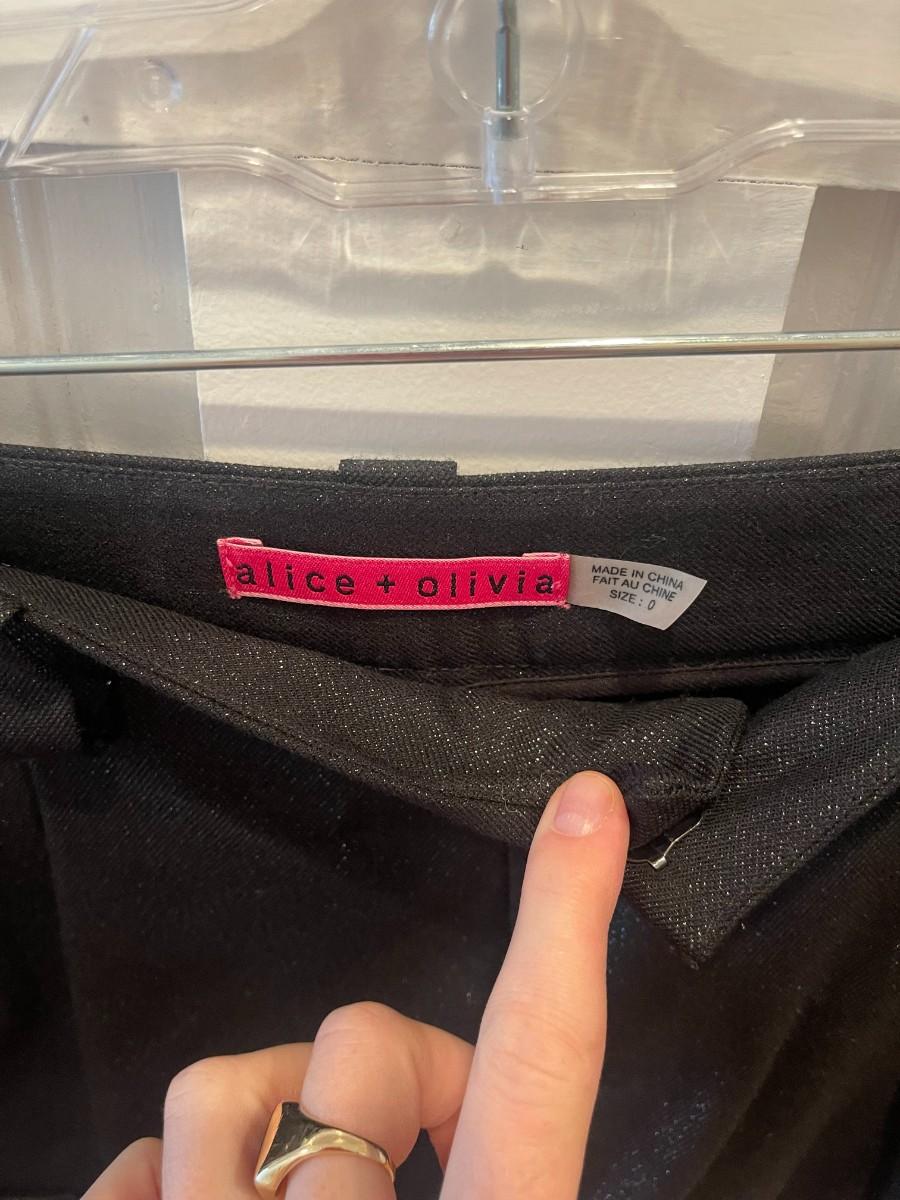 alice + olivia
MADE IN CHINA
FAIT AU CHINE
SIZE : 0